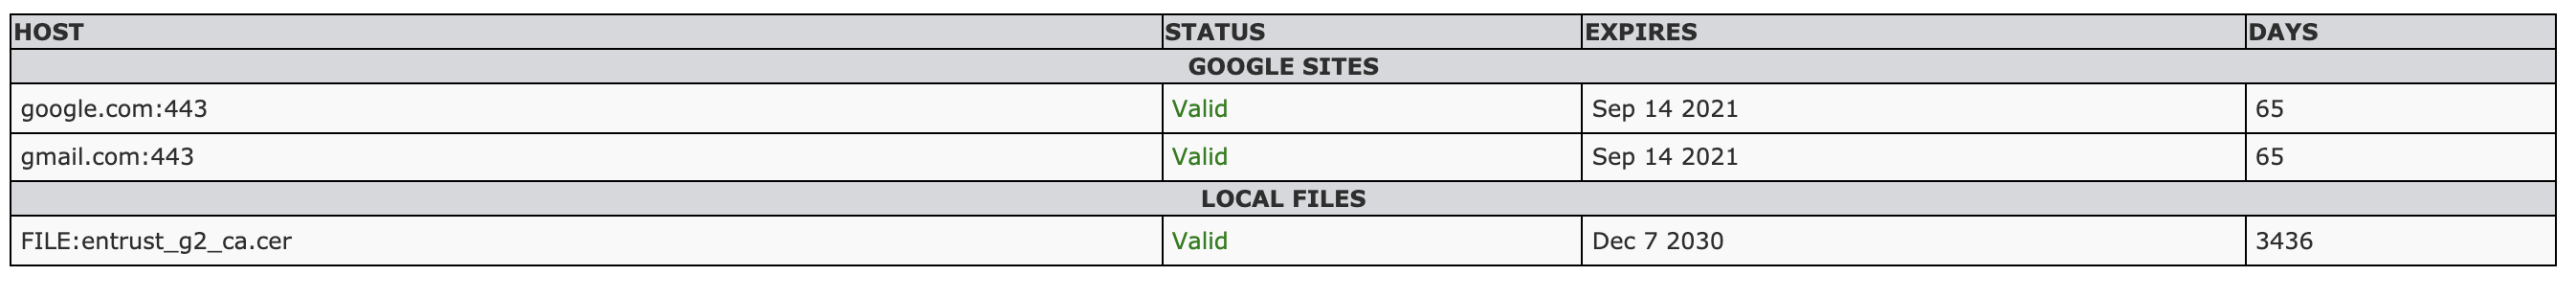 HOST STATUS EXPIRES DAYS
GOOGLE SITES
google.com:443 Valid Sep 14 2021 65
gmail.com:443 Valid Sep 14 2021 65
LOCAL FILES
FILE:entrust_g2_ca.cer Valid Dec 7 2030 3436